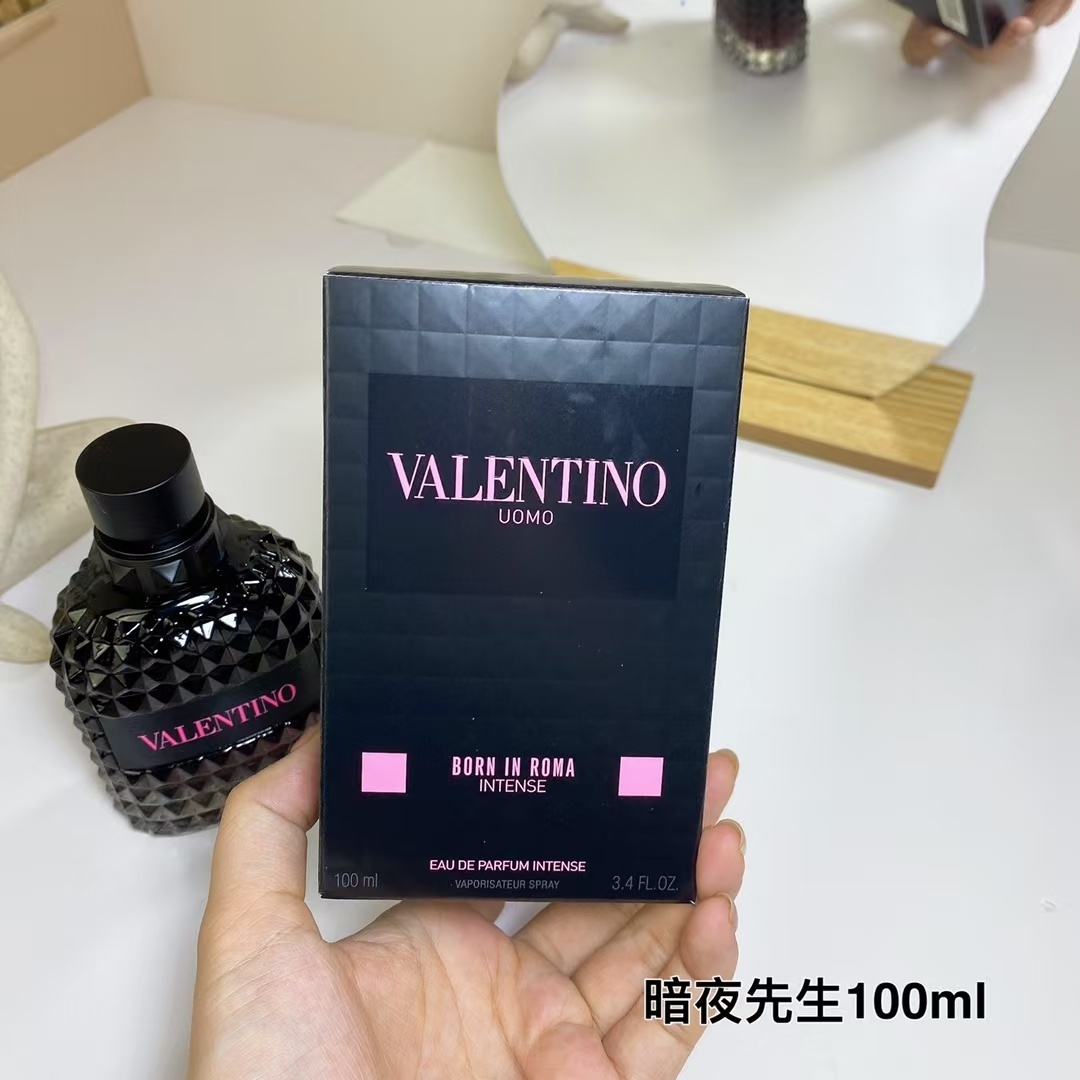 VALENTINO
UOMO
VALENTINO
BORN IN ROMA
INTENSE
EAU DE PARFUM INTENSE
100 ml
VAPORISATEUR SPRAY
3.4 FL.OZ.
暗夜先生100ml